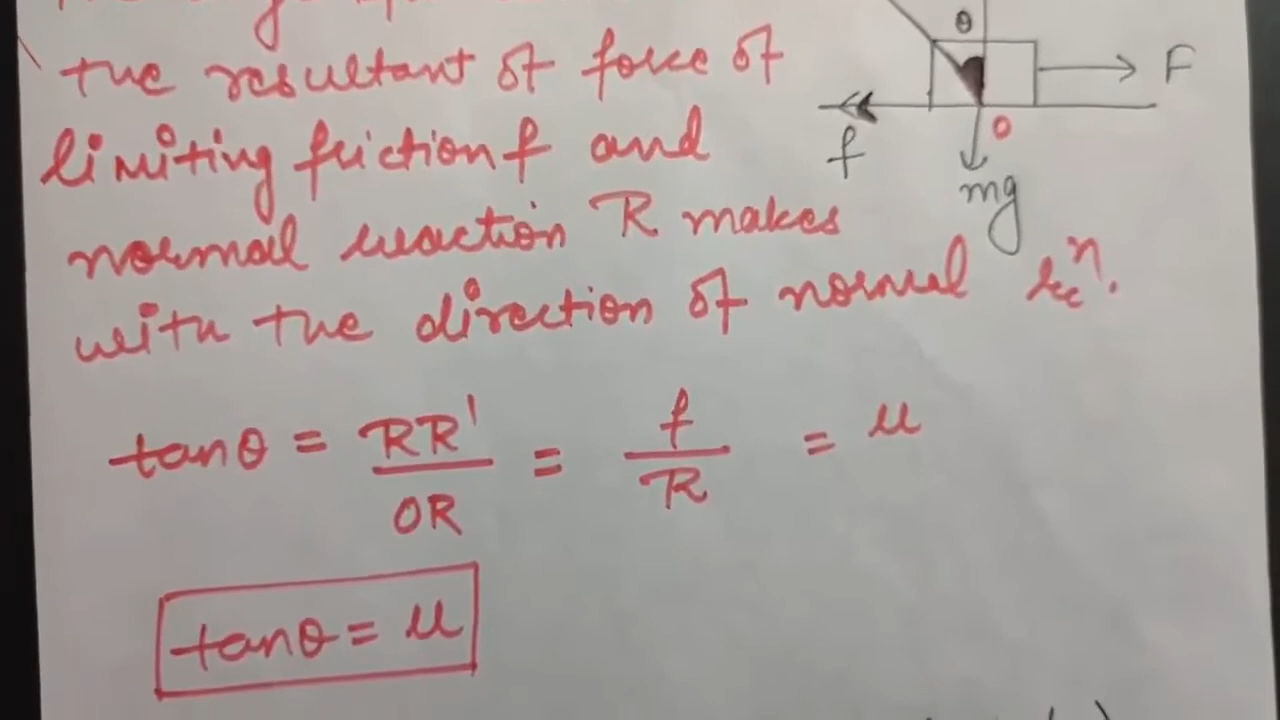 the resultant of force of
limiting friction f and
normal reaction R makes
with the direction of normal rxn.
tanθ = RR' / OR = f / R = μ
tanθ = μ
θ
F
f
O
mg